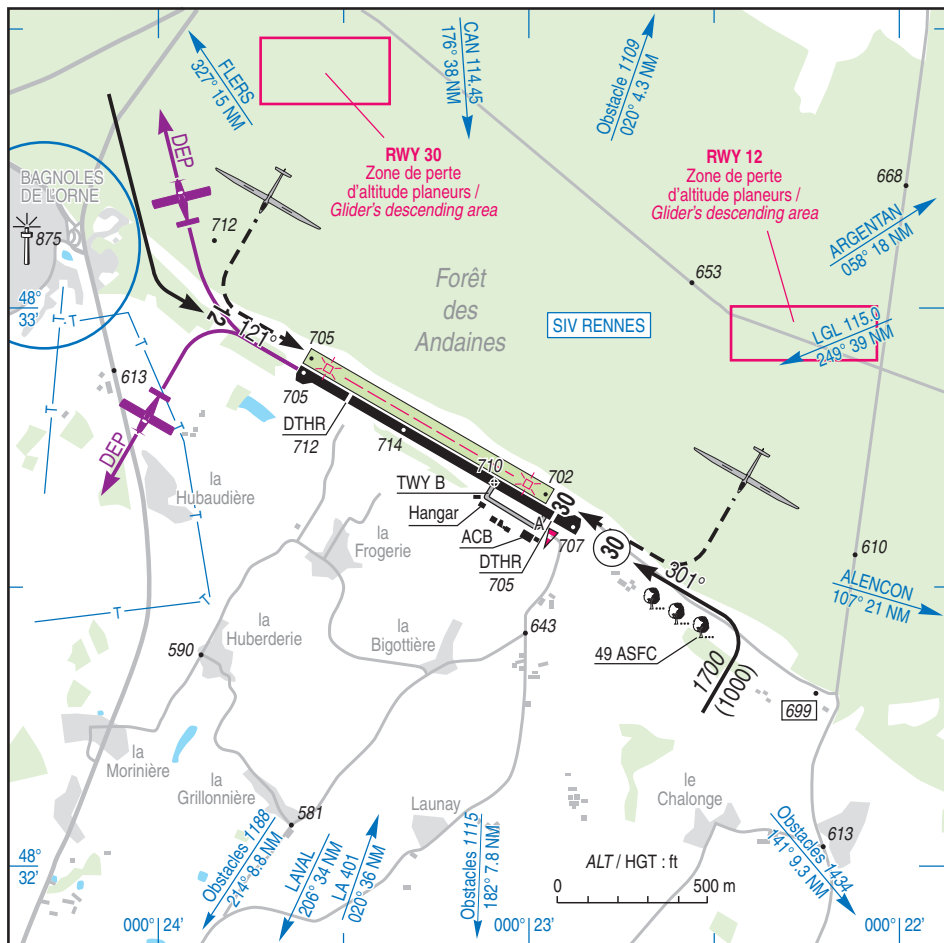 FLERS
327° 15 NM
CAN 114.45
176° 38 NM
Obstacle 1109
020° 4.3 NM
RWY 30
Zone de perte
d'altitude planeurs /
Glider's descending area
RWY 12
Zone de perte
d'altitude planeurs /
Glider's descending area
DEP
BAGNOLES
DE L'ORNE
875
712
668
ARGENTAN
058° 18 NM
653
Forêt
des
Andaines
SIV RENNES
LGL 115.0
249° 39 NM
48°
33'
48°
33'
T
T
12
121°
705
705
613
DTHR
712
714
DEP
T
T
la
Hubaudière
710
702
TWY B
Hangar
30
A
ACB
707
DTHR
705
30
301°
610
ALENCON
107° 21 NM
la
Frogerie
T
T
la
Huberderie
la
Bigottière
643
590
49 ASFC
1700
(1000)
699
la
Morinière
la
Grillonnière
581
Launay
le
Chalonge
613
Obstacles 1188
214° 8.8 NM
LAVAL
206° 34 NM
LA 401
020° 36 NM
Obstacles 1115
182° 7.8 NM
Obstacles 1434
141° 9.3 NM
ALT / HGT : ft
0
500 m
48°
32'
48°
32'
000° 24'
000° 23'
000° 22'